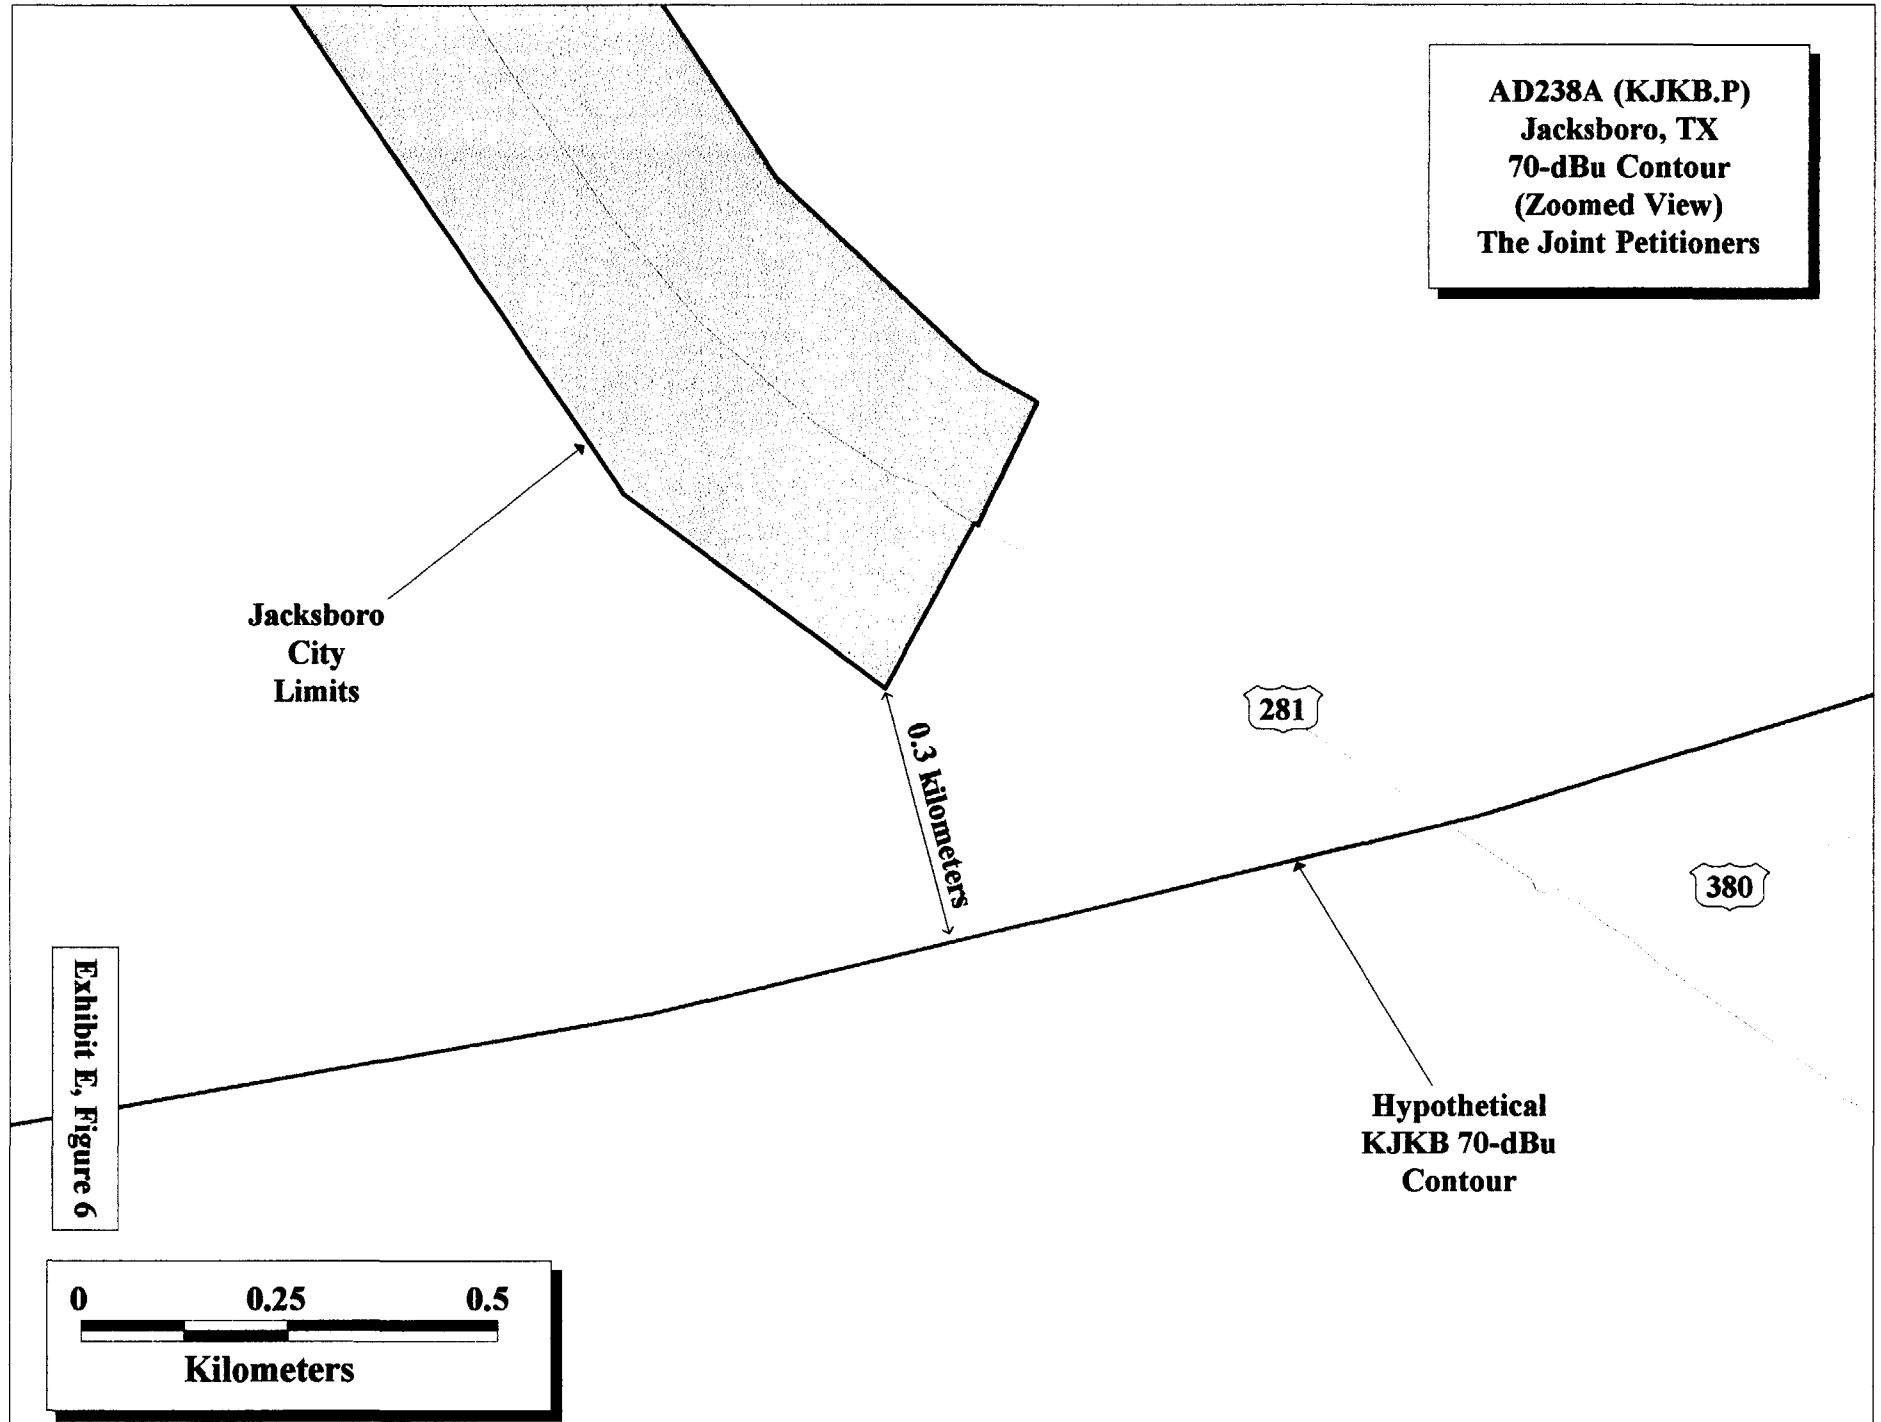 AD238A (KJKB.P)
Jacksboro, TX
70-dBu Contour
(Zoomed View)
The Joint Petitioners
Jacksboro
City
Limits
0.3 kilometers
281
380
Hypothetical
KJKB 70-dBu
Contour
Exhibit E, Figure 6
0 0.25 0.5
Kilometers